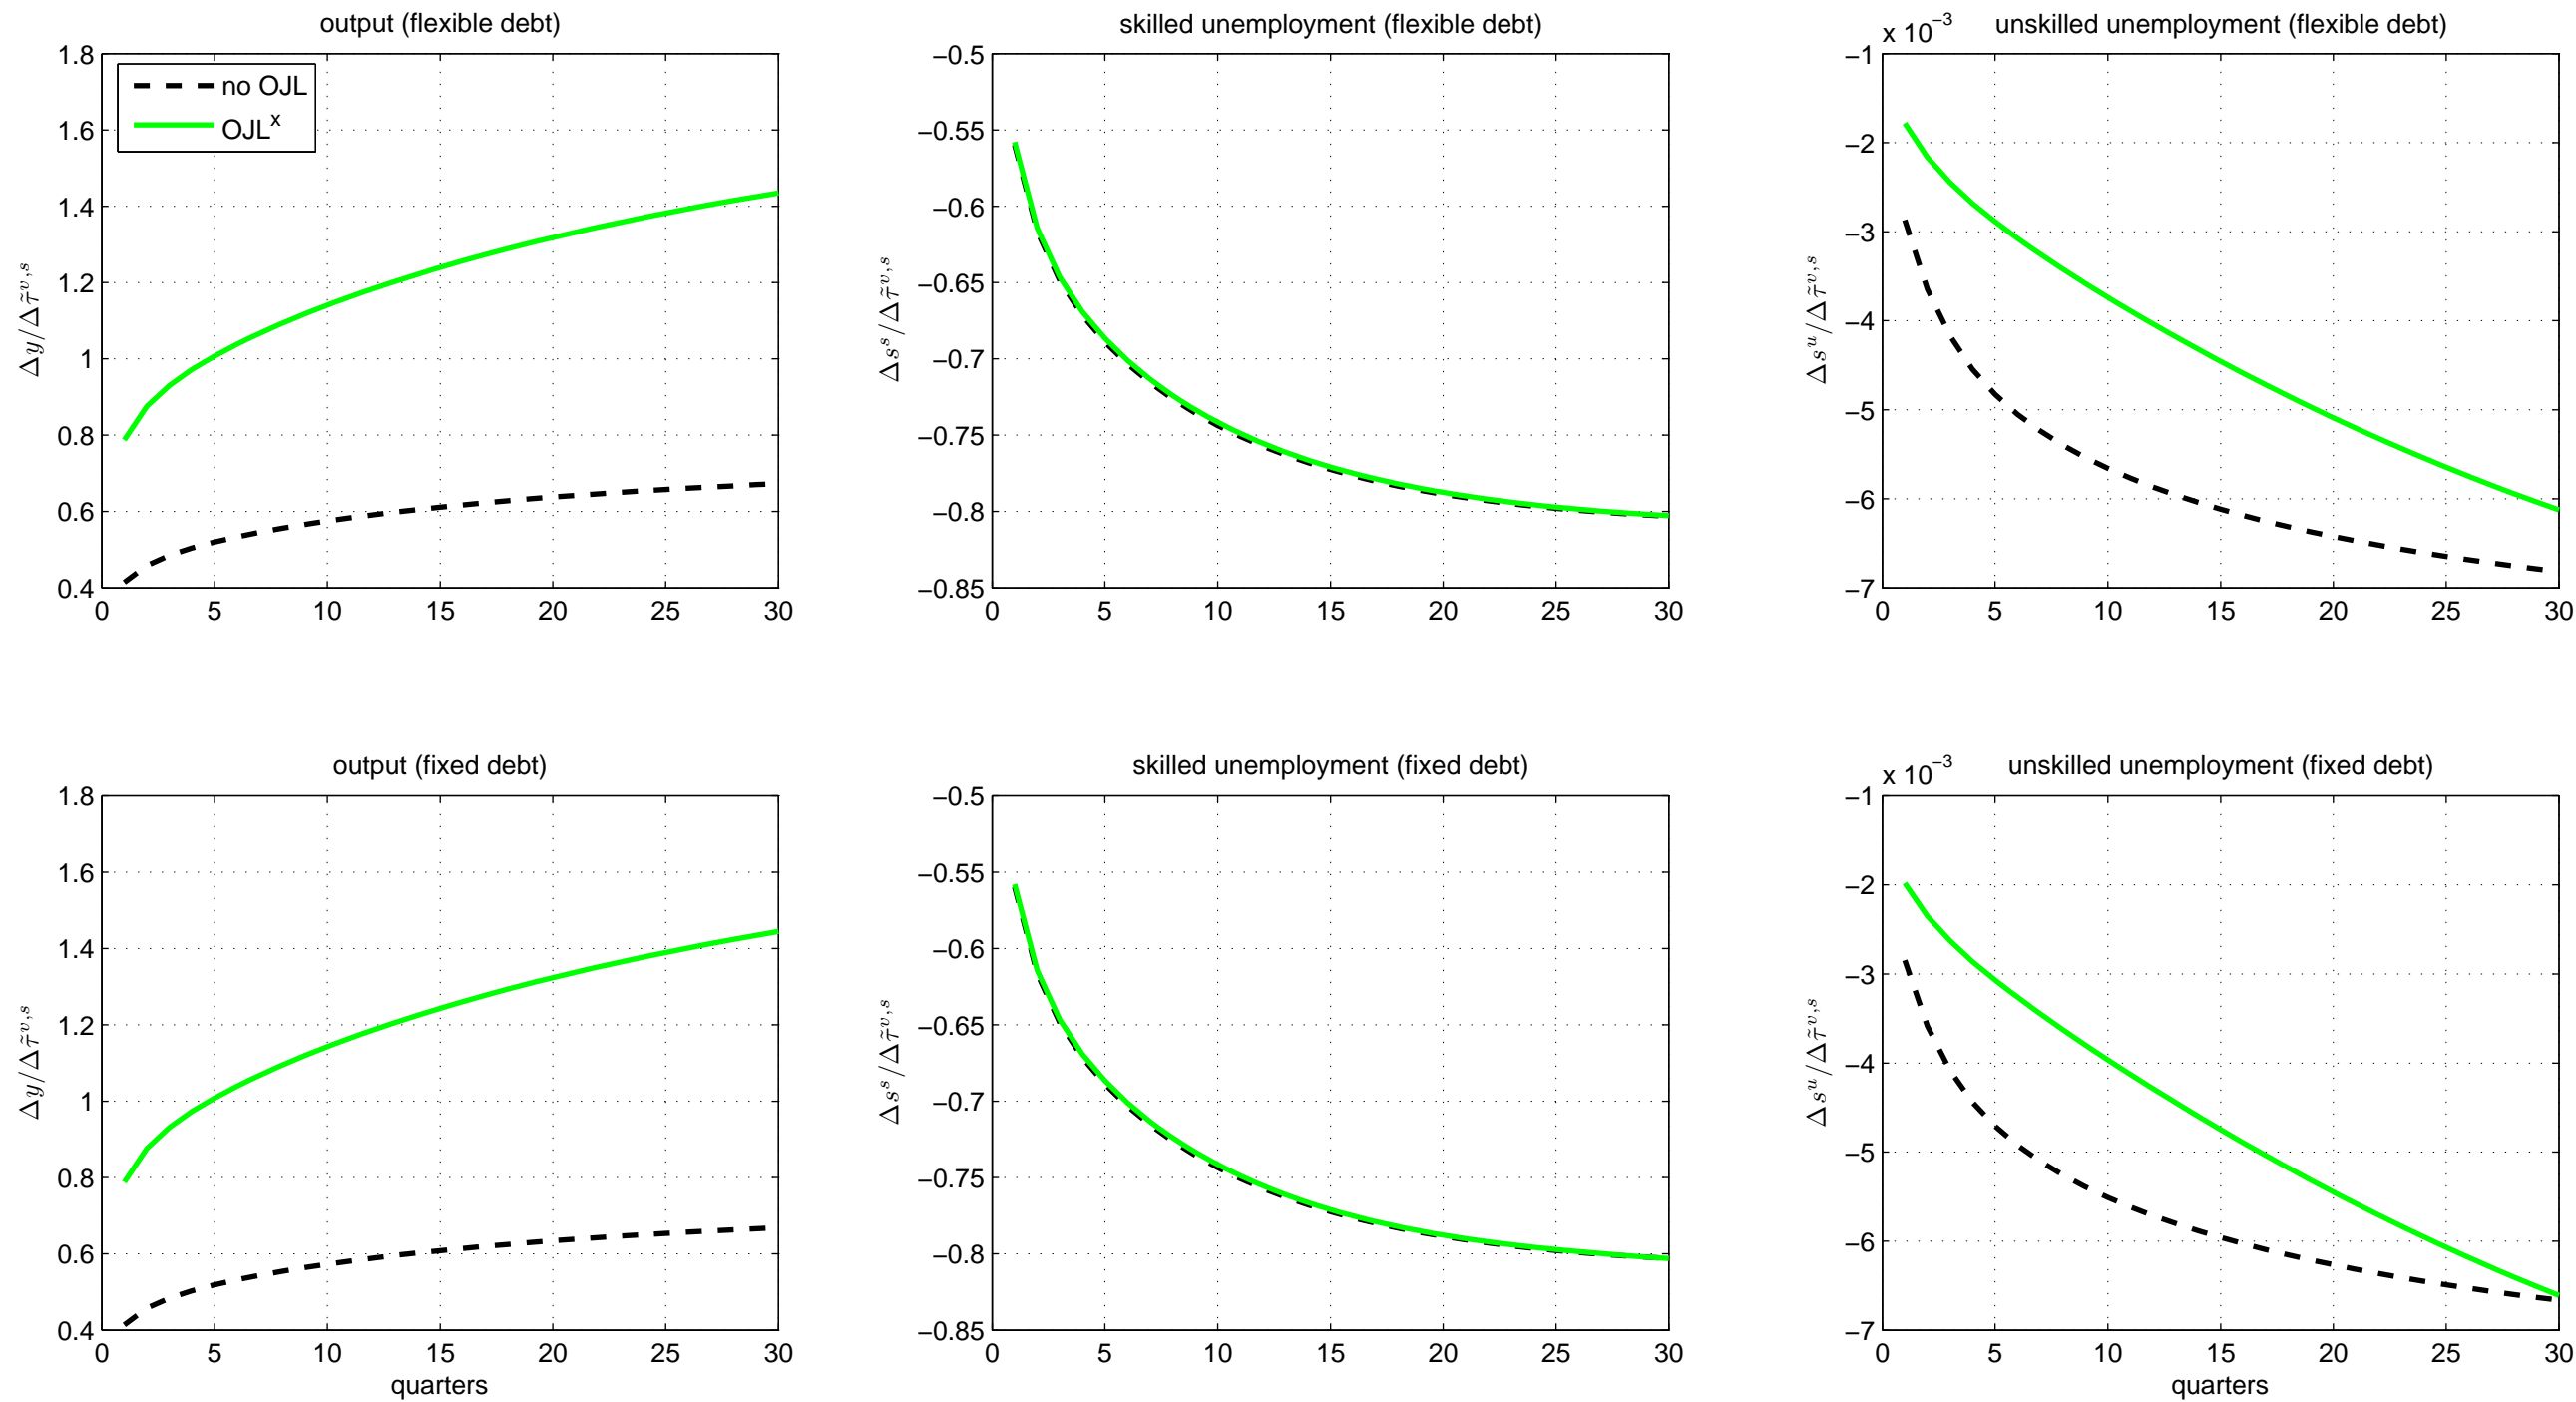 output (flexible debt)
1.8
1.6
1.4
1.2
1
0.8
0.6
0.4
0 5 10 15 20 25 30
Δy/Δτ̃^{v,s}
no OJL
OJL^x
skilled unemployment (flexible debt)
−0.5
−0.55
−0.6
−0.65
−0.7
−0.75
−0.8
−0.85
0 5 10 15 20 25 30
Δs^s/Δτ̃^{v,s}
unskilled unemployment (flexible debt)
x 10^{−3}
−1
−2
−3
−4
−5
−6
−7
0 5 10 15 20 25 30
Δs^u/Δτ̃^{v,s}
output (fixed debt)
1.8
1.6
1.4
1.2
1
0.8
0.6
0.4
0 5 10 15 20 25 30
Δy/Δτ̃^{v,s}
quarters
skilled unemployment (fixed debt)
−0.5
−0.55
−0.6
−0.65
−0.7
−0.75
−0.8
−0.85
0 5 10 15 20 25 30
Δs^s/Δτ̃^{v,s}
unskilled unemployment (fixed debt)
x 10^{−3}
−1
−2
−3
−4
−5
−6
−7
0 5 10 15 20 25 30
Δs^u/Δτ̃^{v,s}
quarters